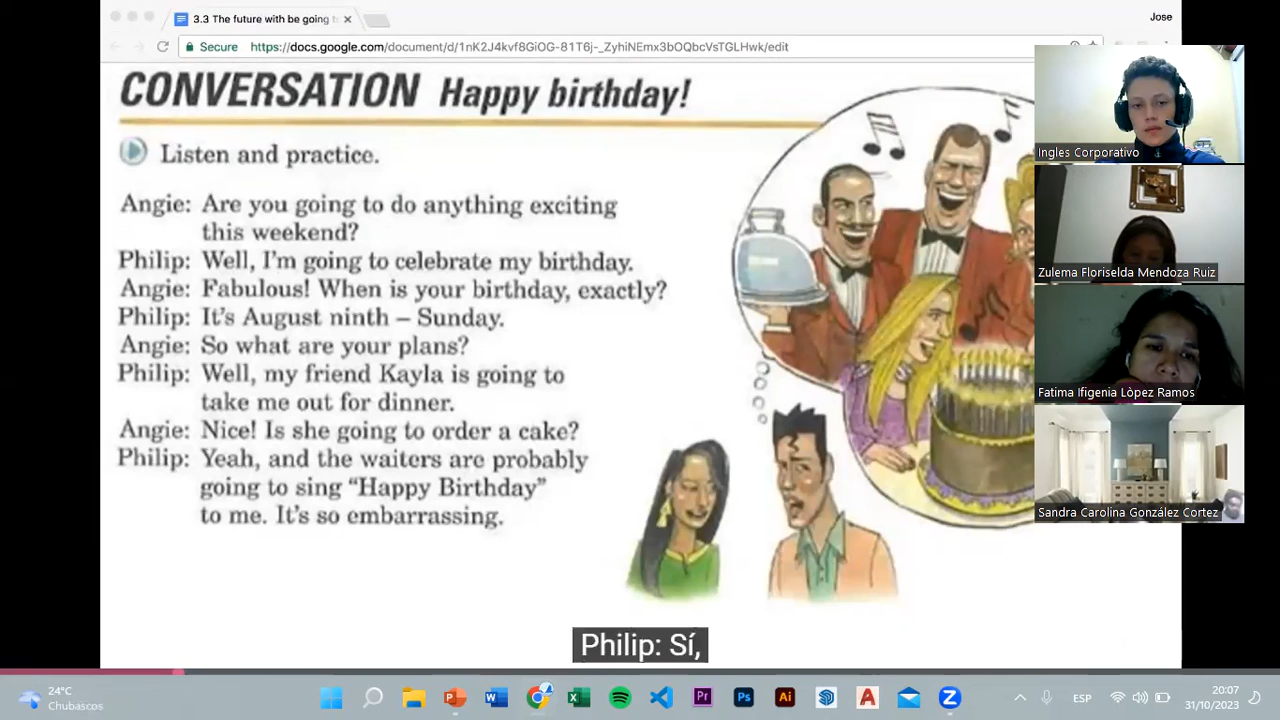 3.3 The future with be going t
Jose
Secure https://docs.google.com/document/d/1nK2J4kvf8GiOG-81T6j-_ZyhiNEmx3bOQbcVsTGLHwk/edit
CONVERSATION Happy birthday!
Listen and practice.
Angie: Are you going to do anything exciting
this weekend?
Philip: Well, I'm going to celebrate my birthday.
Angie: Fabulous! When is your birthday, exactly?
Philip: It's August ninth – Sunday.
Angie: So what are your plans?
Philip: Well, my friend Kayla is going to
take me out for dinner.
Angie: Nice! Is she going to order a cake?
Philip: Yeah, and the waiters are probably
going to sing “Happy Birthday”
to me. It's so embarrassing.
Ingles Corporativo
Zulema Floriselda Mendoza Ruiz
Fatima Ifigenia Lòpez Ramos
Sandra Carolina González Cortez
Philip: Sí,
24°C
Chubascos
ESP
20:07
31/10/2023